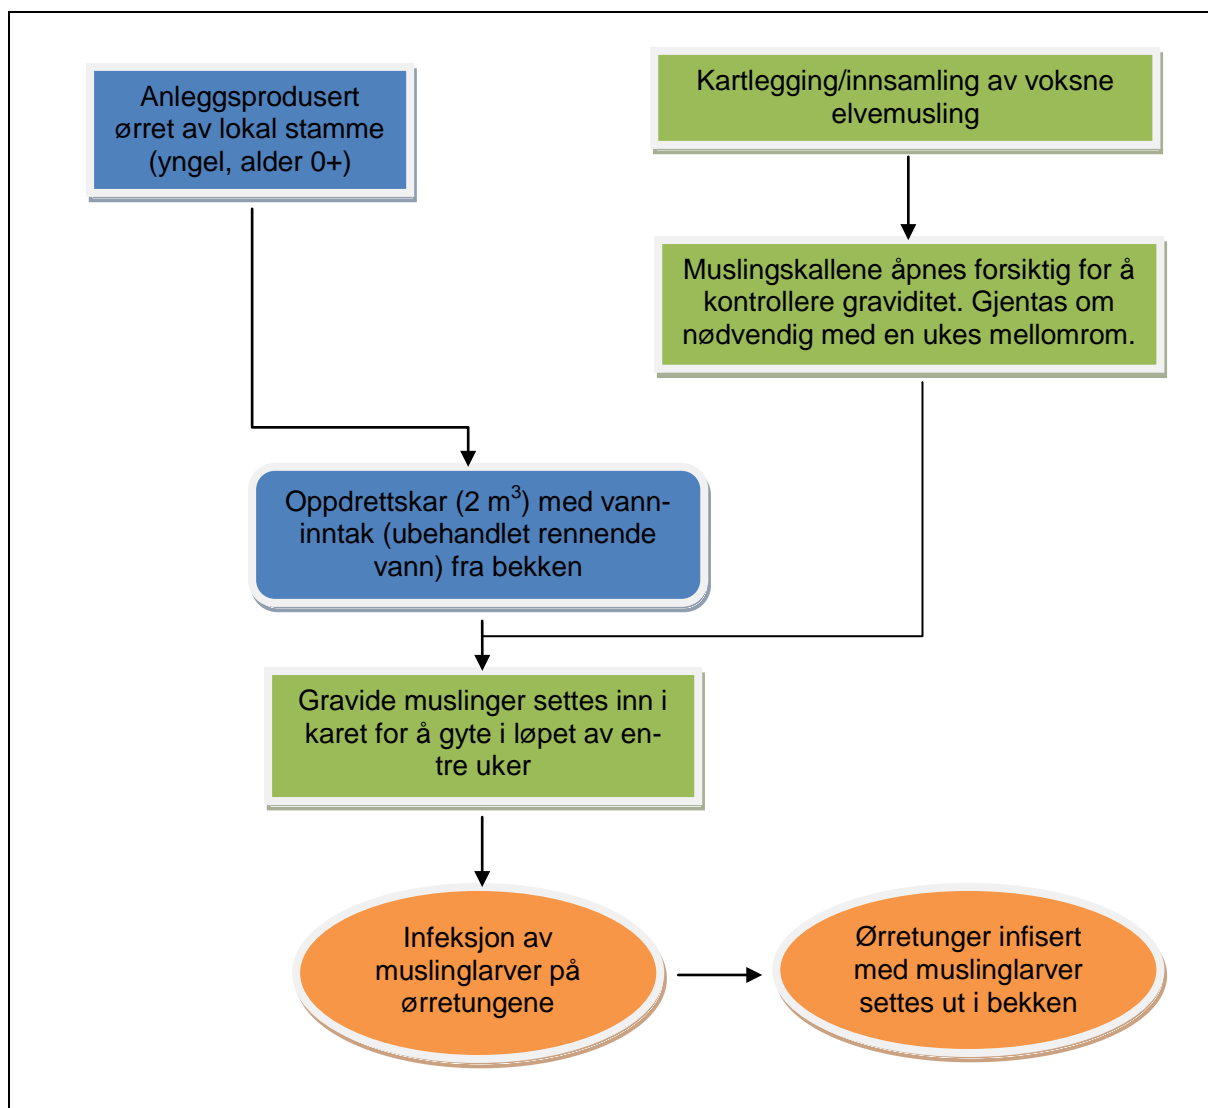 Anleggsprodusert
ørret av lokal stamme
(yngel, alder 0+)
Kartlegging/innsamling av voksne
elvemusling
Muslingskallene åpnes forsiktig for å
kontrollere graviditet. Gjentas om
nødvendig med en ukes mellomrom.
Oppdrettskar (2 m³) med vann-
inntak (ubehandlet rennende
vann) fra bekken
Gravide muslinger settes inn i
karet for å gyte i løpet av en-
tre uker
Infeksjon av
muslinglarver på
ørretungene
Ørretunger infisert
med muslinglarver
settes ut i bekken